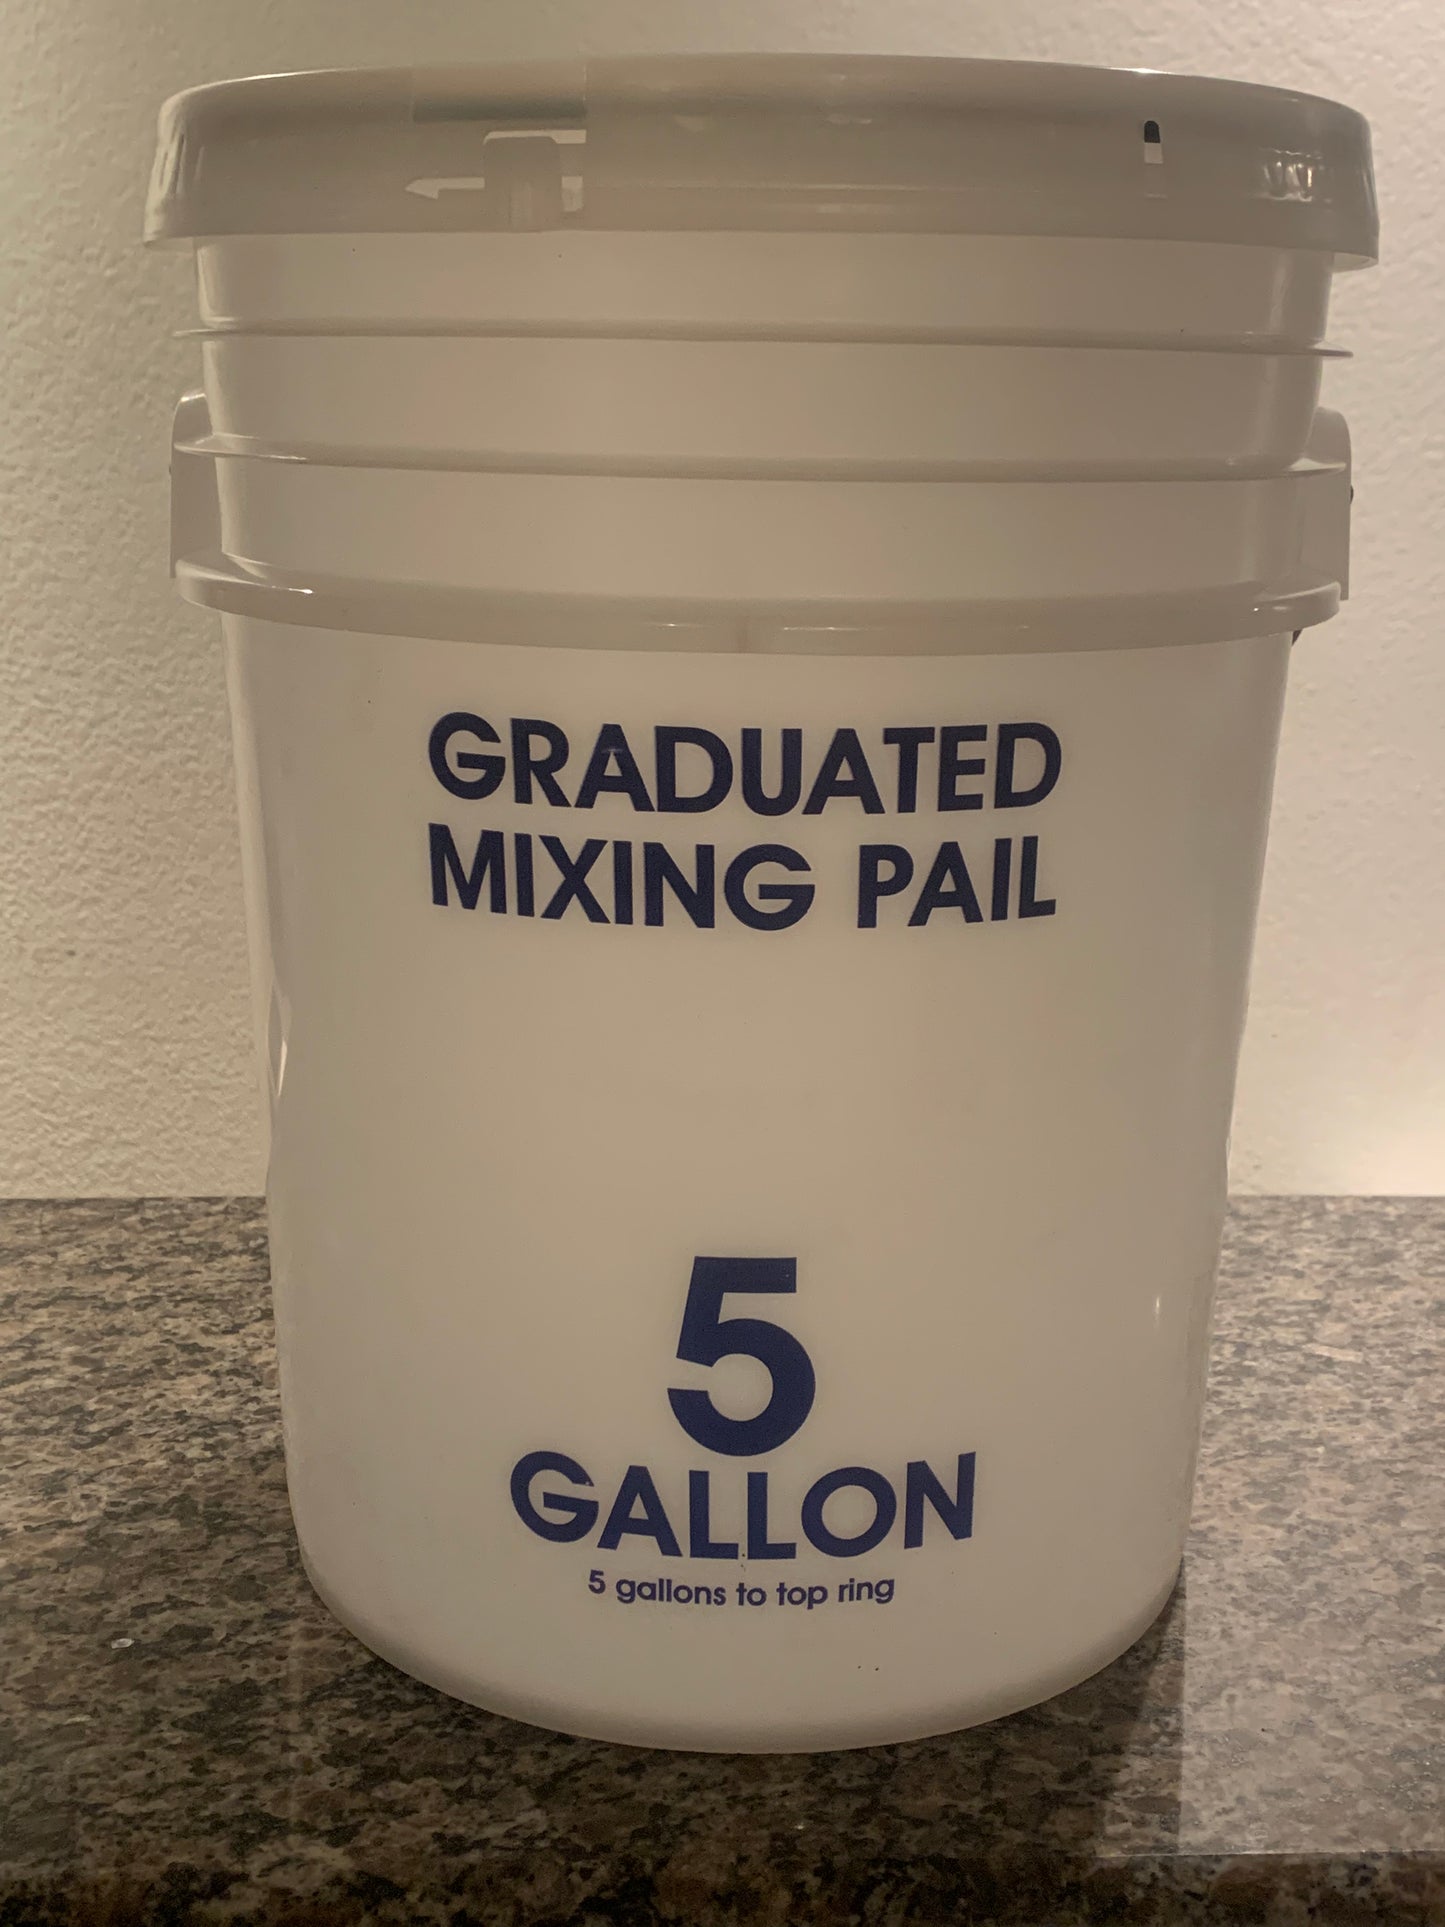 GRADUATED
MIXING PAIL
5
GALLON
5 gallons to top ring